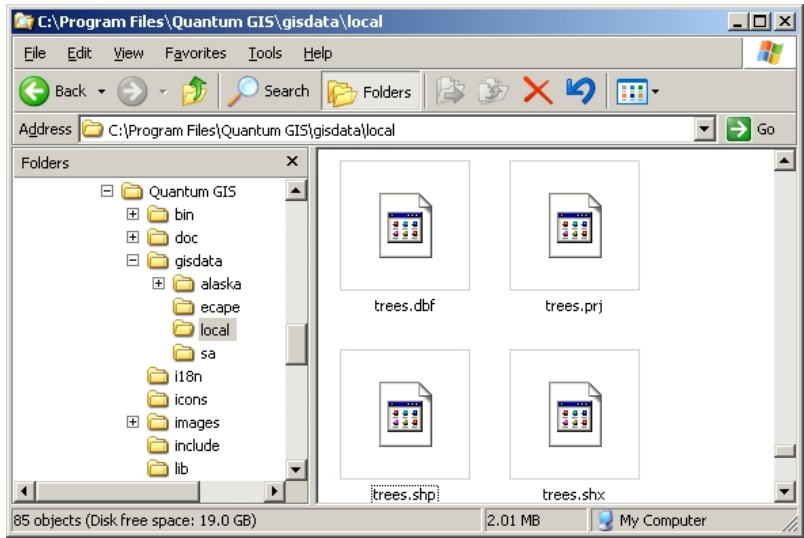 C:\Program Files\Quantum GIS\gisdata\local
File Edit View Favorites Tools Help
Back Search Folders
Address C:\Program Files\Quantum GIS\gisdata\local Go
Folders x
Quantum GIS
bin
doc
gisdata
alaska
ecape
local
sa
i18n
icons
images
include
lib
trees.dbf trees.prj
trees.shp trees.shx
85 objects (Disk free space: 19.0 GB) 2.01 MB My Computer